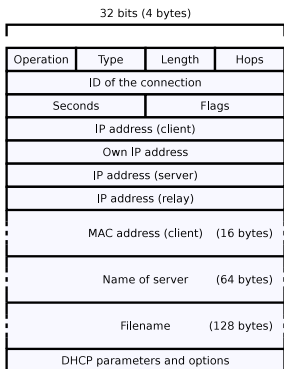 32 bits (4 bytes)
Operation Type Length Hops
ID of the connection
Seconds Flags
IP address (client)
Own IP address
IP address (server)
IP address (relay)
MAC address (client) (16 bytes)
Name of server (64 bytes)
Filename (128 bytes)
DHCP parameters and options